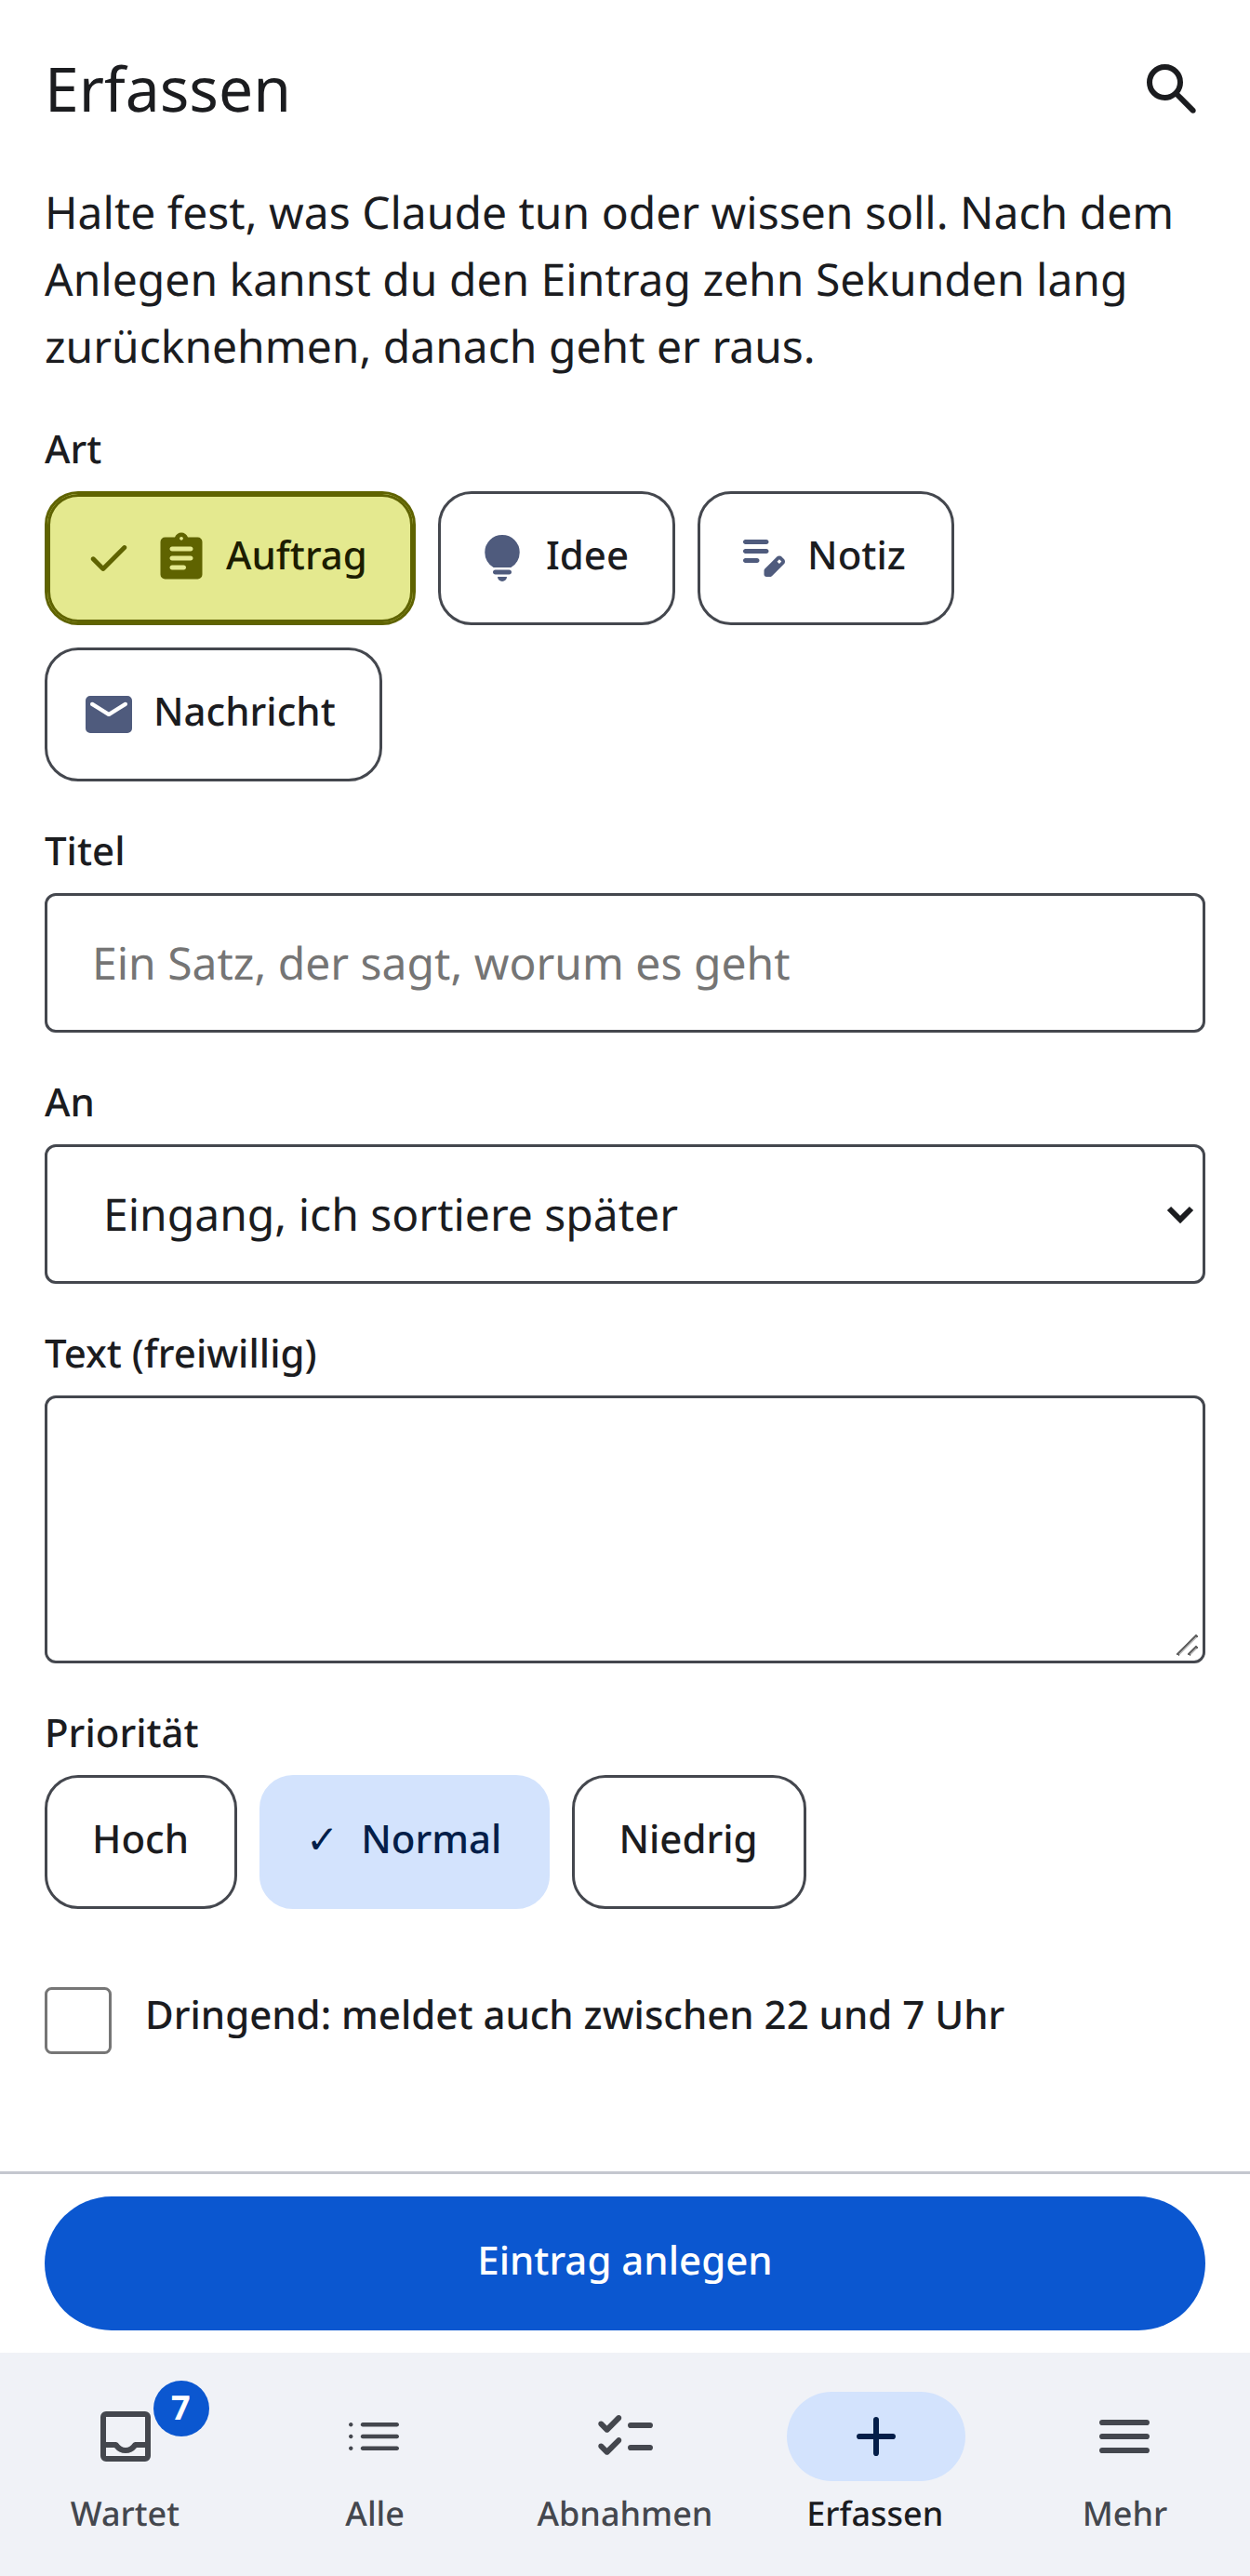 Erfassen
Halte fest, was Claude tun oder wissen soll. Nach dem
Anlegen kannst du den Eintrag zehn Sekunden lang
zurücknehmen, danach geht er raus.
Art
Auftrag
Idee
Notiz
Nachricht
Titel
Ein Satz, der sagt, worum es geht
An
Eingang, ich sortiere später
Text (freiwillig)
Priorität
Hoch
✓ Normal
Niedrig
Dringend: meldet auch zwischen 22 und 7 Uhr
Eintrag anlegen
7
Wartet
Alle
Abnahmen
Erfassen
Mehr